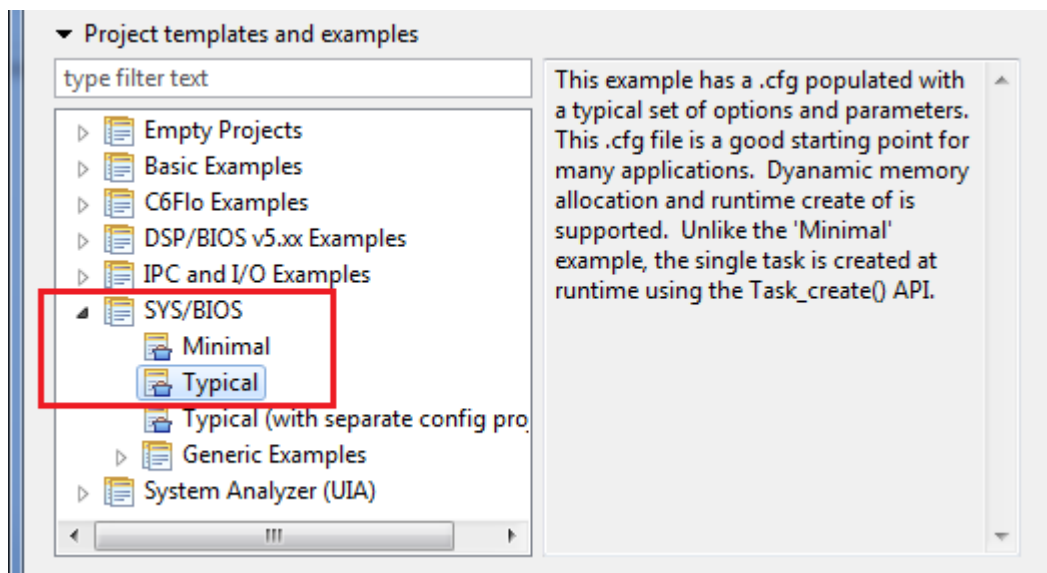 Project templates and examples
type filter text
Empty Projects
Basic Examples
C6Flo Examples
DSP/BIOS v5.xx Examples
IPC and I/O Examples
SYS/BIOS
Minimal
Typical
Typical (with separate config pro
Generic Examples
System Analyzer (UIA)
This example has a .cfg populated with
a typical set of options and parameters.
This .cfg file is a good starting point for
many applications.  Dyanamic memory
allocation and runtime create of is
supported.  Unlike the 'Minimal'
example, the single task is created at
runtime using the Task_create() API.